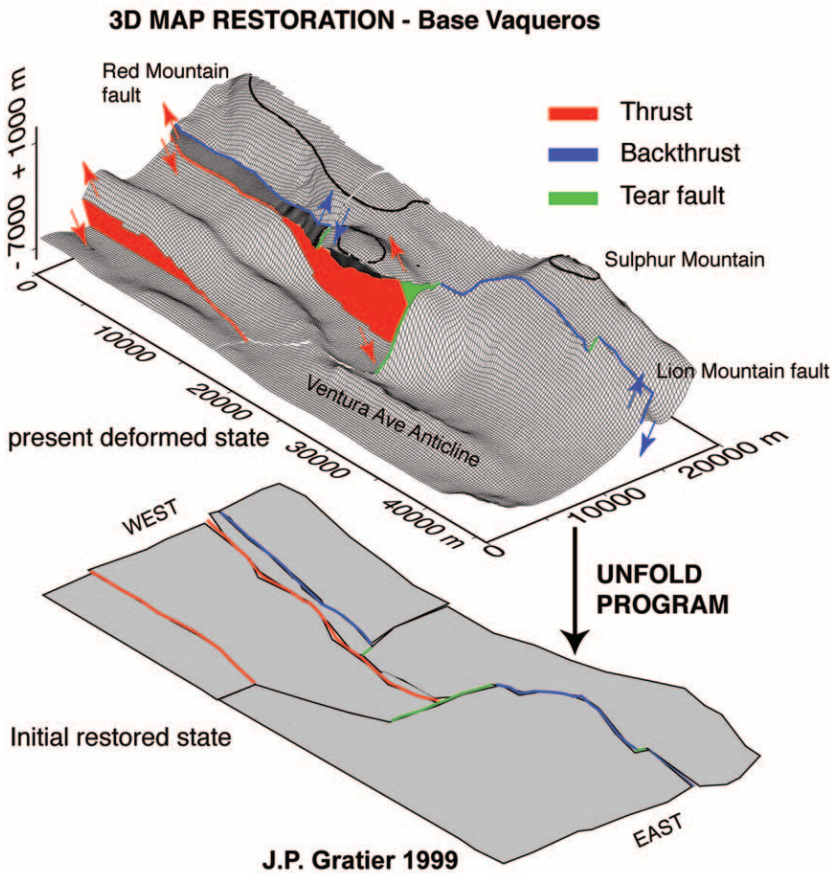 3D MAP RESTORATION - Base Vaqueros
Red Mountain
fault
Thrust
Backthrust
Tear fault
- 7000 + 1000 m
Sulphur Mountain
Lion Mountain fault
Ventura Ave Anticline
0
10000
20000
30000
40000 m
0
10000
20000 m
present deformed state
WEST
UNFOLD
PROGRAM
Initial restored state
EAST
J.P. Gratier 1999